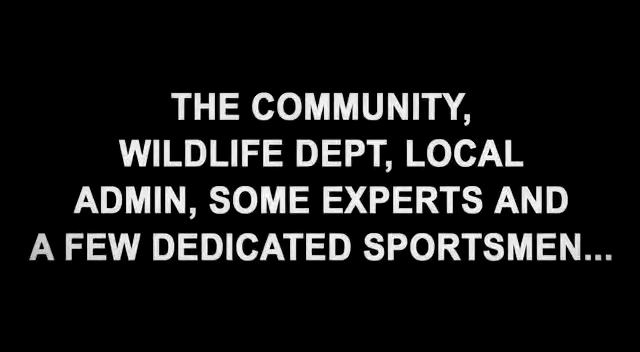 THE COMMUNITY,
WILDLIFE DEPT, LOCAL
ADMIN, SOME EXPERTS AND
A FEW DEDICATED SPORTSMEN...